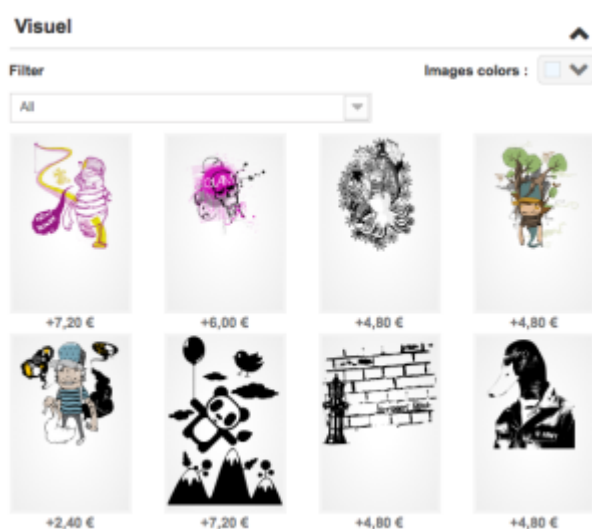 Visuel
Filter
Images colors :
All
+7,20 €
+6,00 €
+4,80 €
+4,80 €
+2,40 €
+7,20 €
+4,80 €
+4,80 €